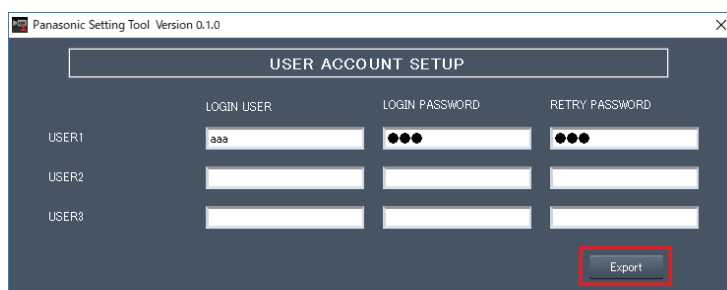 Panasonic Setting Tool Version 0.1.0
USER ACCOUNT SETUP
LOGIN USER LOGIN PASSWORD RETRY PASSWORD
USER1 aaa ●●● ●●●
USER2
USER3
Export